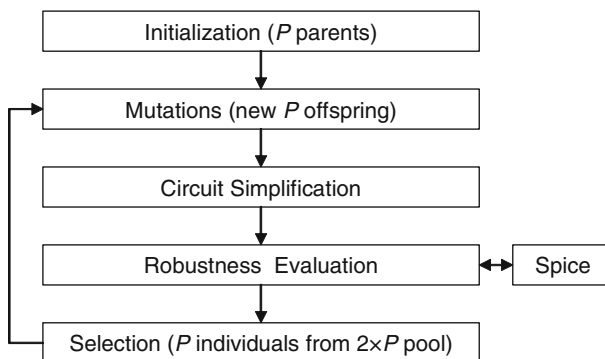 Initialization (P parents)
Mutations (new P offspring)
Circuit Simplification
Robustness Evaluation
Spice
Selection (P individuals from 2×P pool)